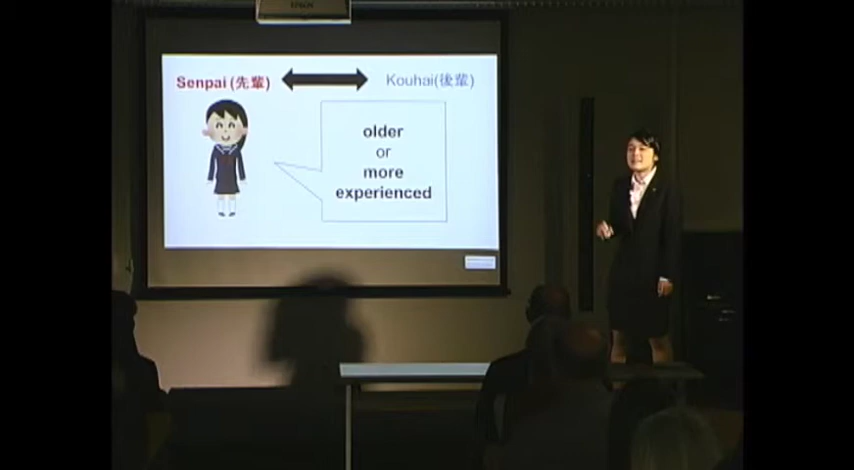 Senpai(先輩)
Kouhai(後輩)
older
or
more
experienced